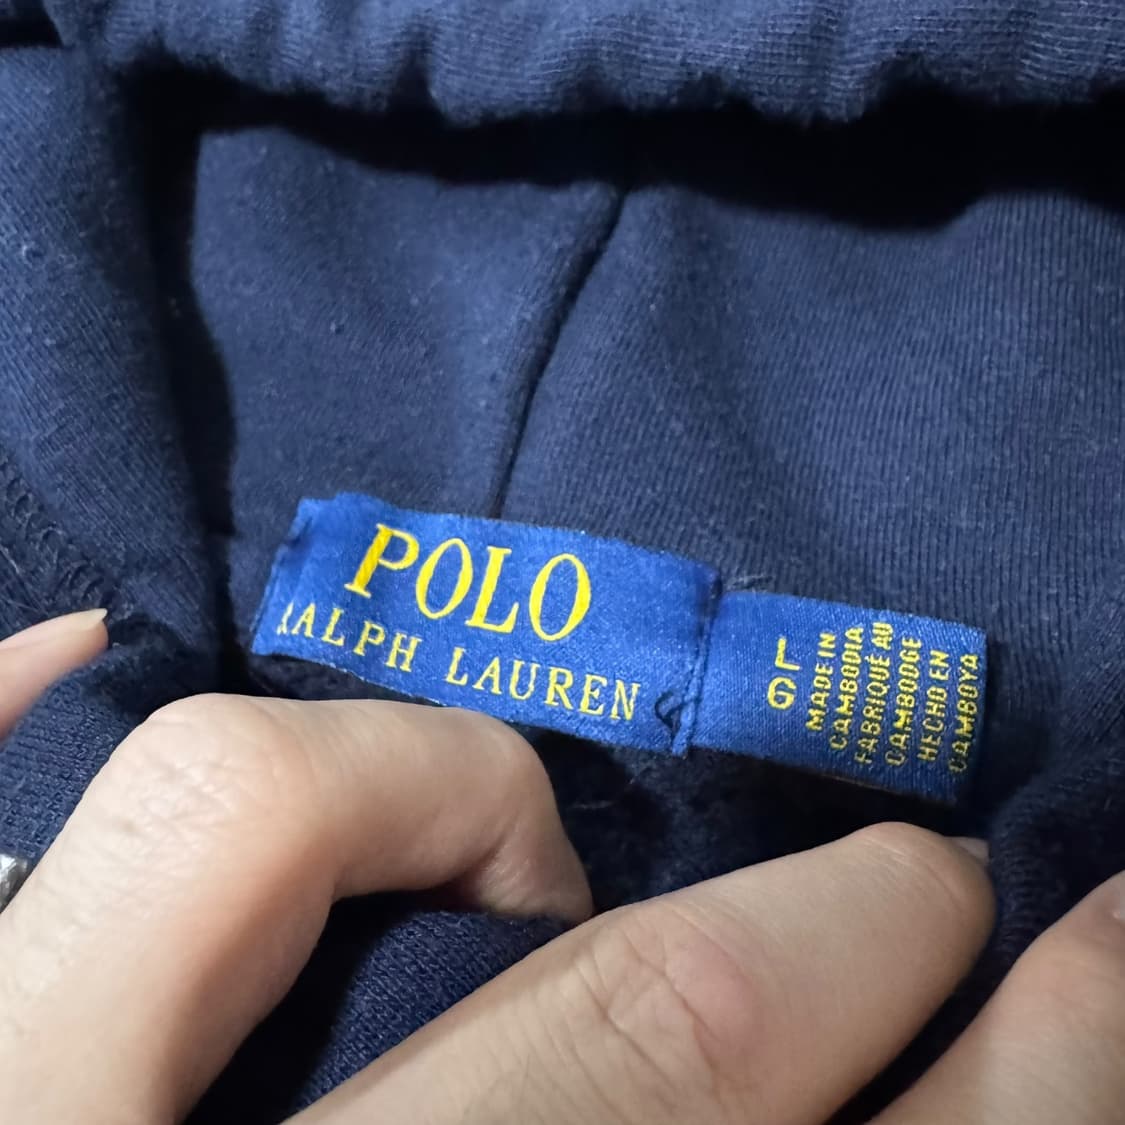 POLO
RALPH LAUREN
L
G
MADE IN
CAMBODIA
FABRIQUÉ AU
CAMBODGE
HECHO EN
CAMBOYA